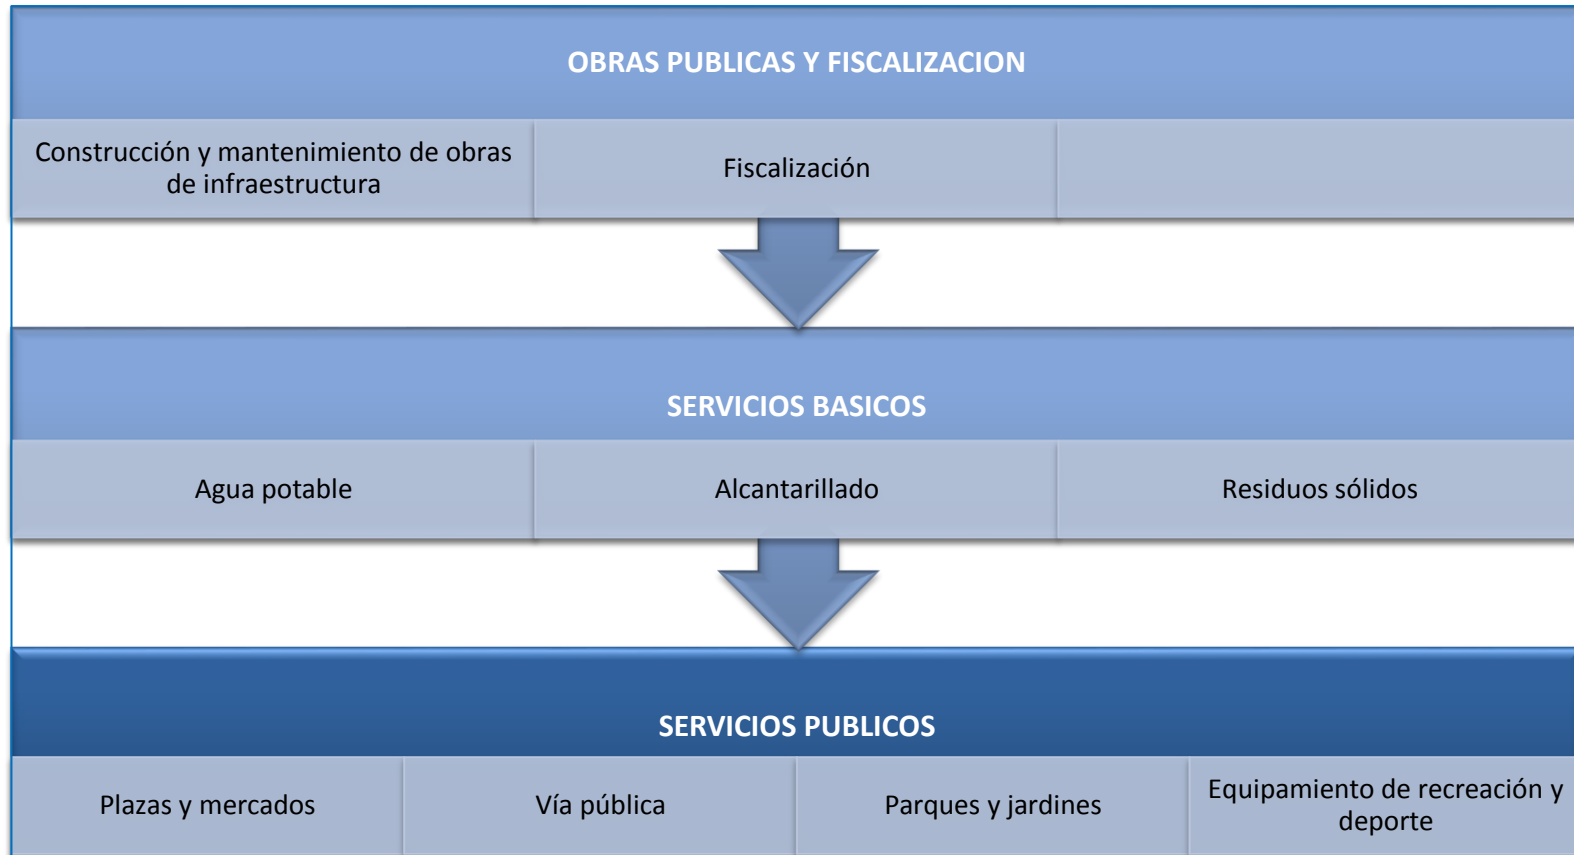 OBRAS PUBLICAS Y FISCALIZACION
Construcción y mantenimiento de obras
de infraestructura
Fiscalización
SERVICIOS BASICOS
Agua potable
Alcantarillado
Residuos sólidos
SERVICIOS PUBLICOS
Plazas y mercados
Vía pública
Parques y jardines
Equipamiento de recreación y
deporte